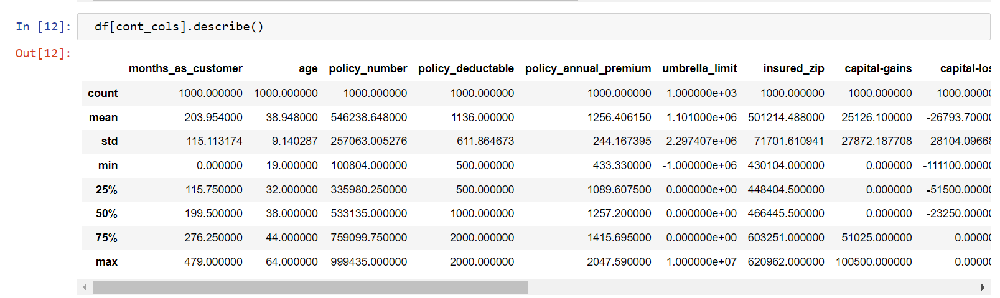 In [12]: df[cont_cols].describe()
Out[12]:
months_as_customer age policy_number policy_deductable policy_annual_premium umbrella_limit insured_zip capital-gains capital-los
count 1000.000000 1000.000000 1000.000000 1000.000000 1000.000000 1.000000e+03 1000.000000 1000.000000 1000.00000
mean 203.954000 38.948000 546238.648000 1136.000000 1256.406150 1.101000e+06 501214.488000 25126.100000 -26793.70000
std 115.113174 9.140287 257063.005276 611.864673 244.167395 2.297407e+06 71701.610941 27872.187708 28104.09668
min 0.000000 19.000000 100804.000000 500.000000 433.330000 -1.000000e+06 430104.000000 0.000000 -111100.00000
25% 115.750000 32.000000 335980.250000 500.000000 1089.607500 0.000000e+00 448404.500000 0.000000 -51500.00000
50% 199.500000 38.000000 533135.000000 1000.000000 1257.200000 0.000000e+00 466445.500000 0.000000 -23250.00000
75% 276.250000 44.000000 759099.750000 2000.000000 1415.695000 0.000000e+00 603251.000000 51025.000000 0.00000
max 479.000000 64.000000 999435.000000 2000.000000 2047.590000 1.000000e+07 620962.000000 100500.000000 0.00000